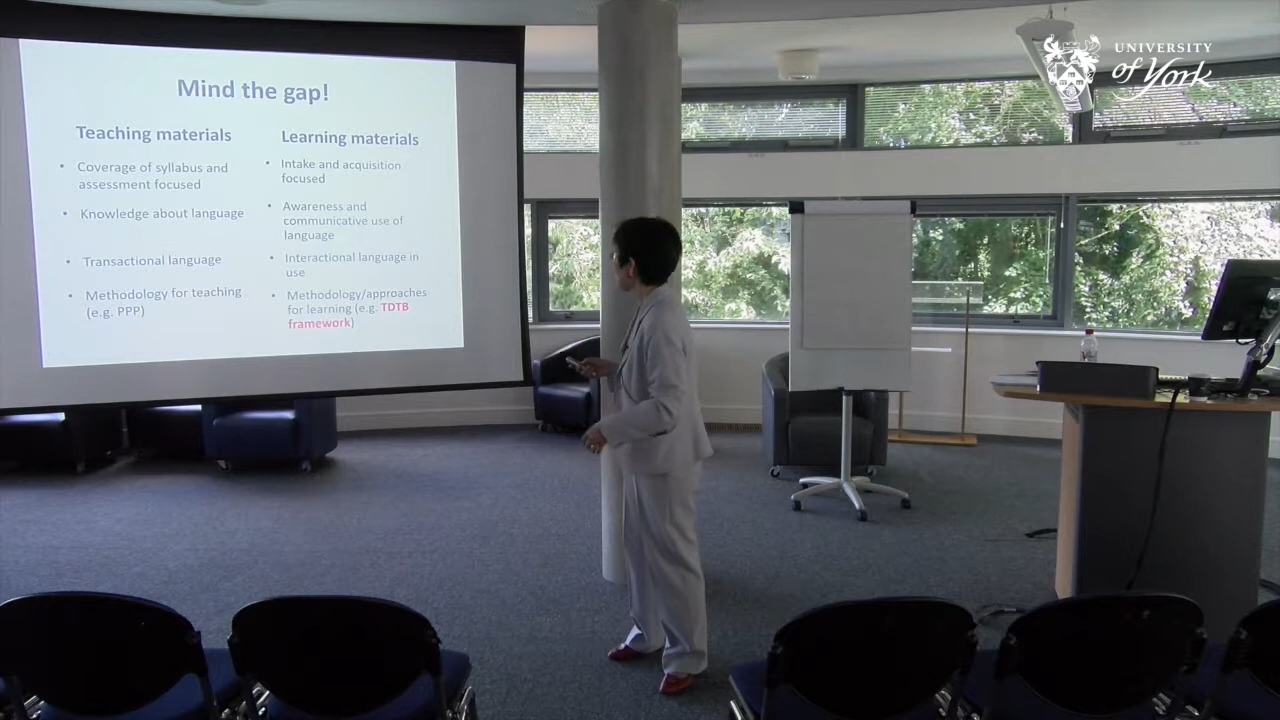 Mind the gap!
Teaching materials
• Coverage of syllabus and
assessment focused
• Knowledge about language
• Transactional language
• Methodology for teaching
(e.g. PPP)
Learning materials
• Intake and acquisition
focused
• Awareness and
communicative use of
language
• Interactional language in
use
• Methodology/approaches
for learning (e.g. TDTB
framework)
UNIVERSITY
of York